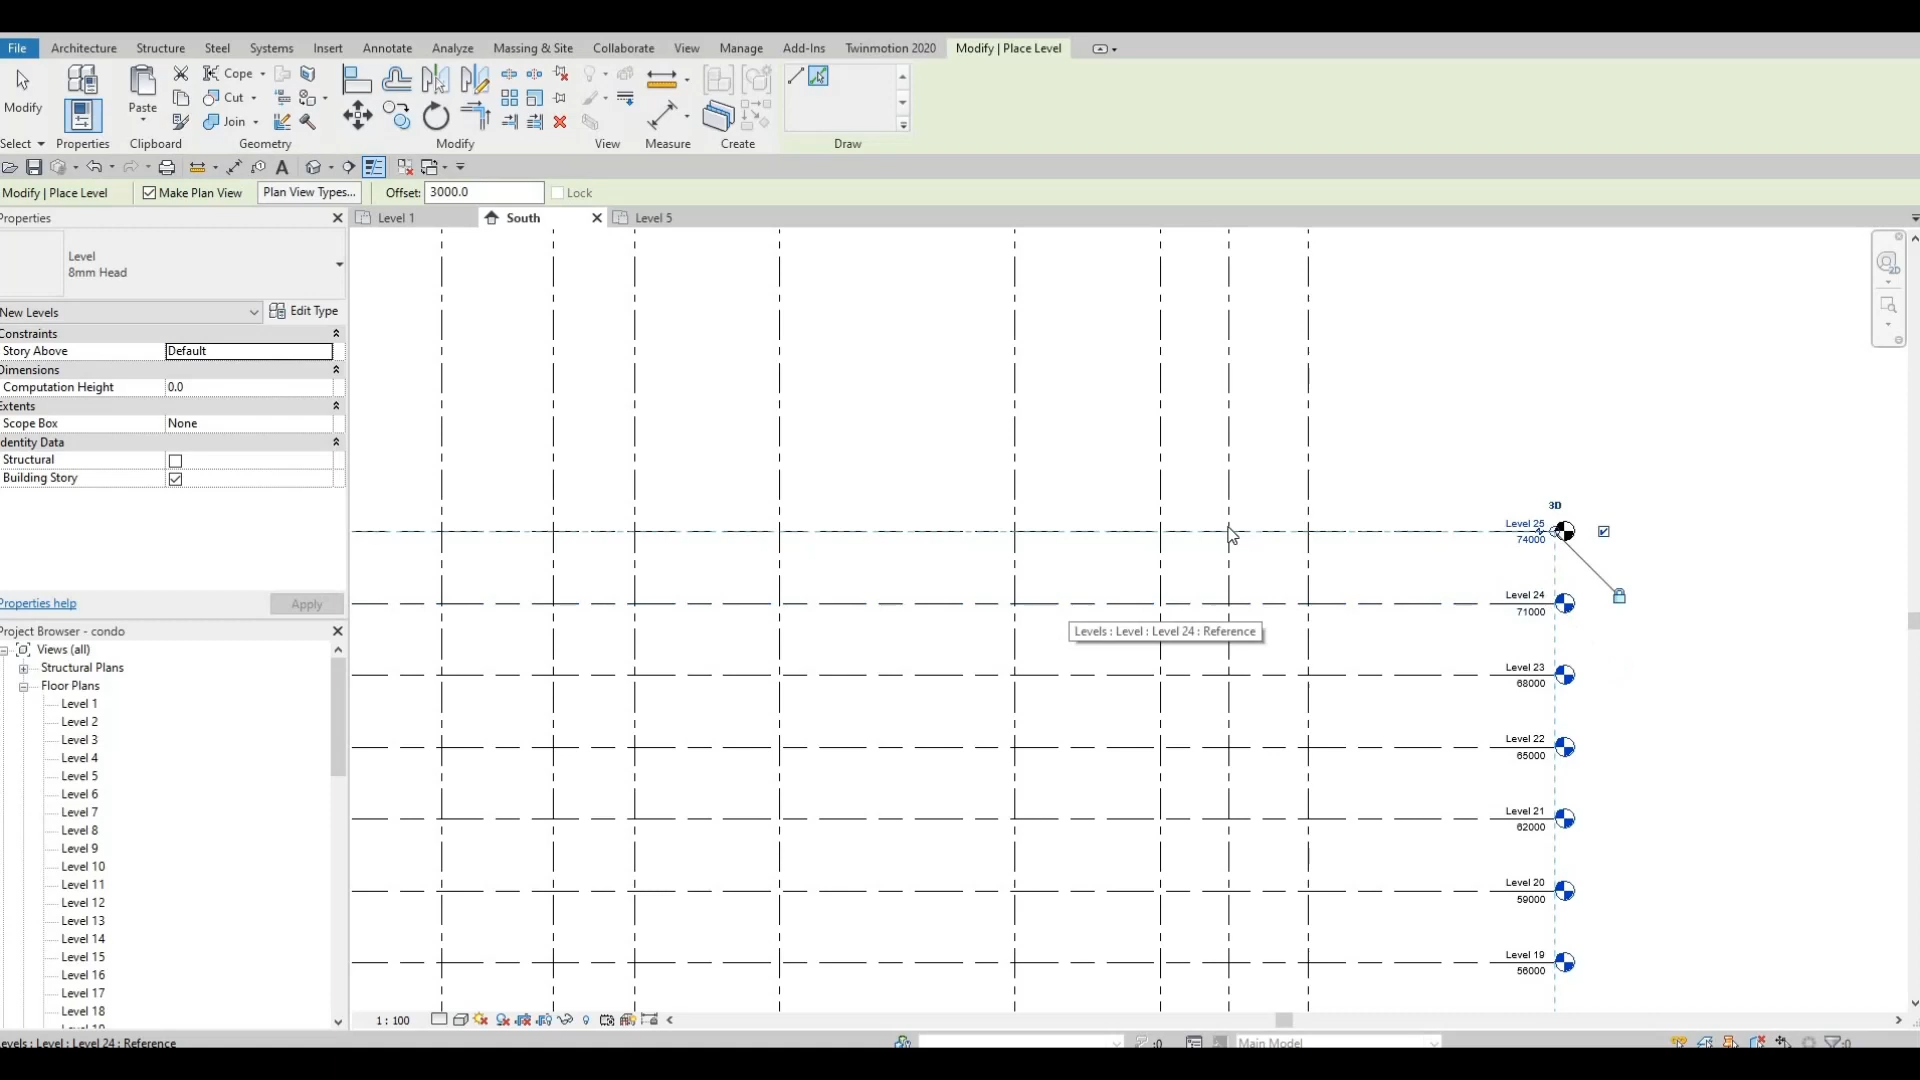 File Architecture Structure Steel Systems Insert Annotate Analyze Massing & Site Collaborate View Manage Add-Ins Twinmotion 2020 Modify | Place Level
Cope
Cut
Join
Modify
Paste
Select Properties Clipboard Geometry Modify View Measure Create Draw
Modify | Place Level Make Plan View Plan View Types... Offset: 3000.0 Lock
Properties
Level 1
South
Level 5
Level
8mm Head
New Levels Edit Type
Constraints
Story Above Default
Dimensions
Computation Height 0.0
Extents
Scope Box None
dentity Data
Structural
Building Story
Properties help Apply
Project Browser - condo
Views (all)
Structural Plans
Floor Plans
Level 1
Level 2
Level 3
Level 4
Level 5
Level 6
Level 7
Level 8
Level 9
Level 10
Level 11
Level 12
Level 13
Level 14
Level 15
Level 16
Level 17
Level 18
2D
3D
Level 25
74000
Level 24
71000
Levels : Level : Level 24 : Reference
Level 23
68000
Level 22
65000
Level 21
62000
Level 20
59000
Level 19
56000
1 : 100
evels : Level : Level 24 : Reference
:0
Main Model
:0